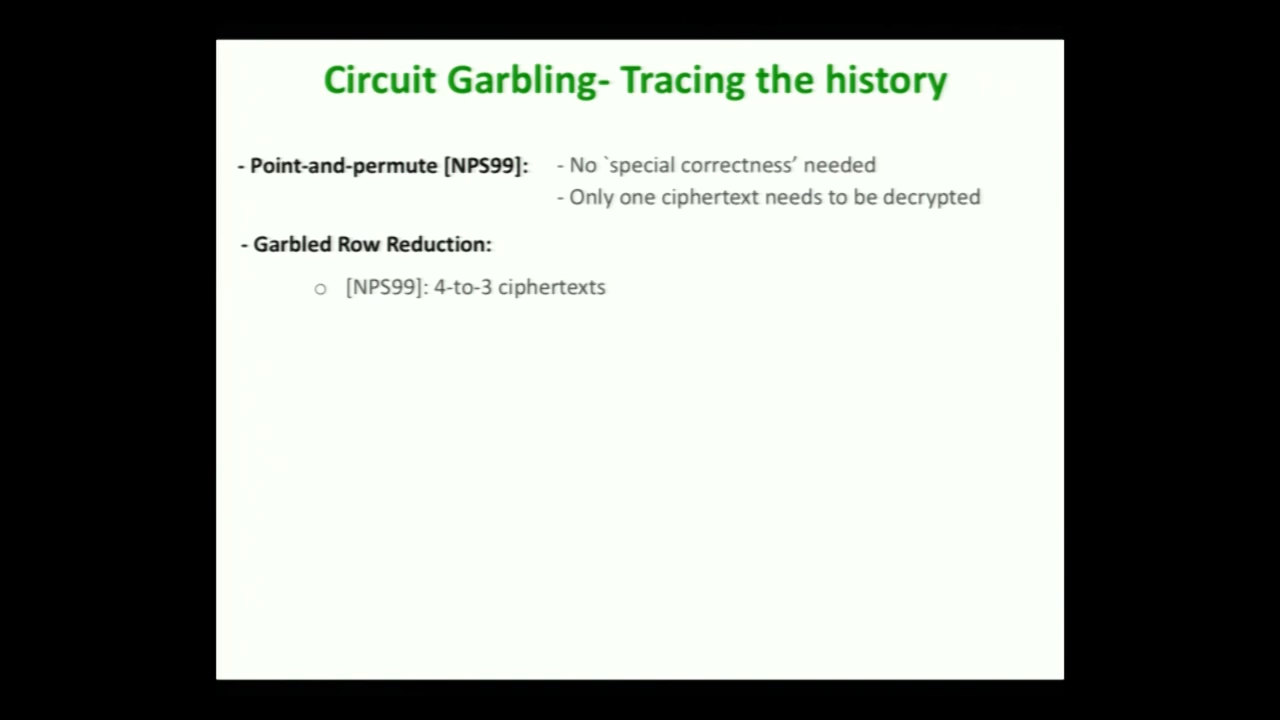 Circuit Garbling- Tracing the history
- Point-and-permute [NPS99]: - No `special correctness’ needed
- Only one ciphertext needs to be decrypted
- Garbled Row Reduction:
○ [NPS99]: 4-to-3 ciphertexts